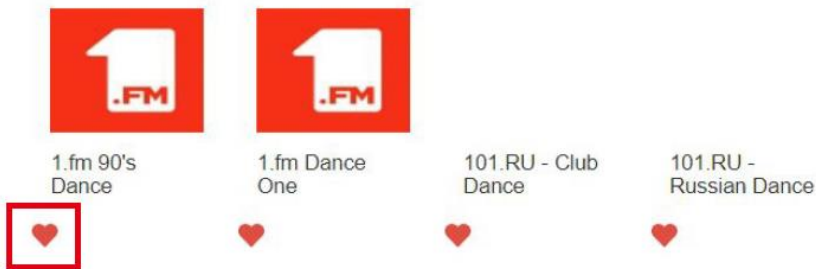 .FM
.FM
1.fm 90's
Dance
1.fm Dance
One
101.RU - Club
Dance
101.RU -
Russian Dance